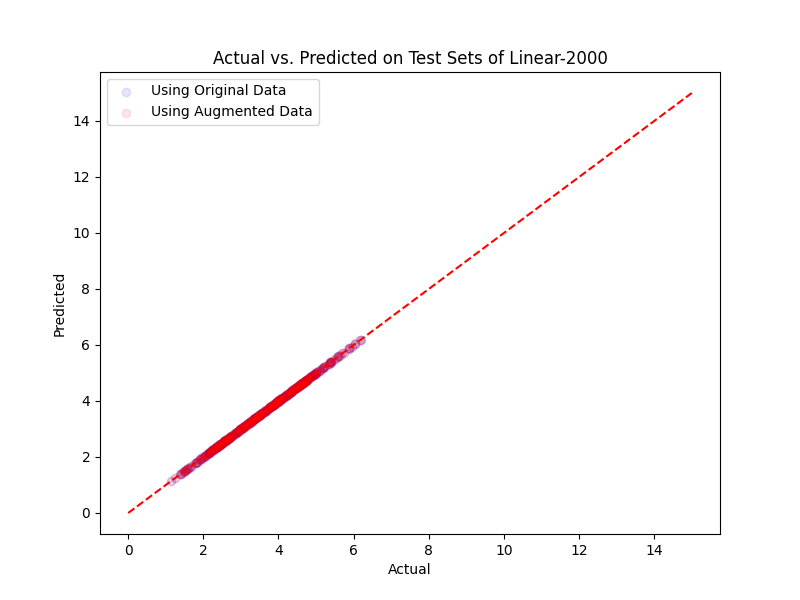 Actual vs. Predicted on Test Sets of Linear-2000
Using Original Data
Using Augmented Data
Predicted
14
12
10
8
6
4
2
0
0 2 4 6 8 10 12 14
Actual